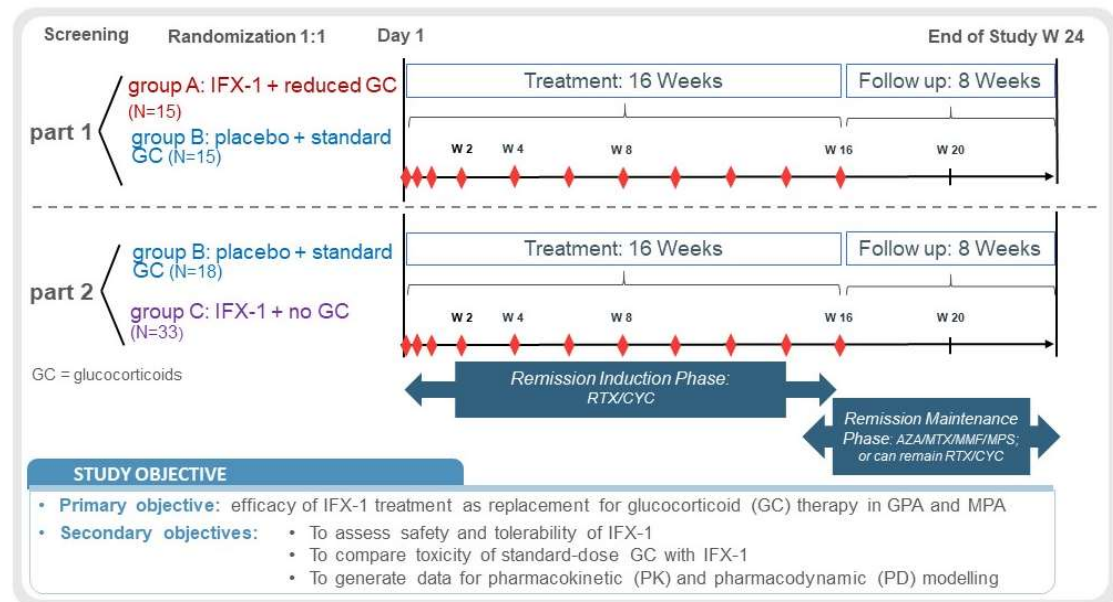 Screening Randomization 1:1 Day 1 End of Study W 24
part 1
group A: IFX-1 + reduced GC
(N=15)
group B: placebo + standard
GC (N=15)
Treatment: 16 Weeks
Follow up: 8 Weeks
W 2 W 4 W 8 W 16 W 20
part 2
group B: placebo + standard
GC (N=18)
group C: IFX-1 + no GC
(N=33)
Treatment: 16 Weeks
Follow up: 8 Weeks
W 2 W 4 W 8 W 16 W 20
GC = glucocorticoids
Remission Induction Phase:
RTX/CYC
Remission Maintenance
Phase: AZA/MTX/MMF/MPS;
or can remain RTX/CYC
STUDY OBJECTIVE
• Primary objective: efficacy of IFX-1 treatment as replacement for glucocorticoid (GC) therapy in GPA and MPA
• Secondary objectives: • To assess safety and tolerability of IFX-1
• To compare toxicity of standard-dose GC with IFX-1
• To generate data for pharmacokinetic (PK) and pharmacodynamic (PD) modelling